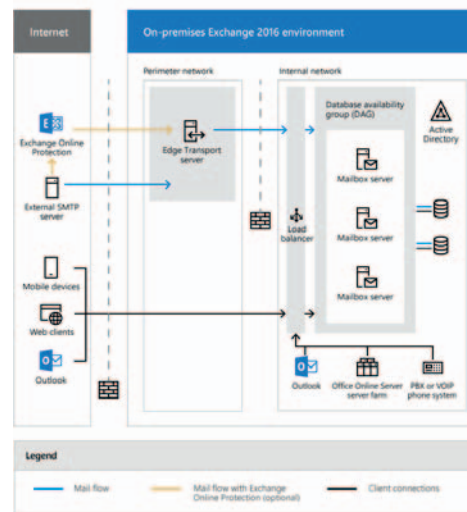 Internet
On-premises Exchange 2016 environment
Perimeter network
Internal network
Database availability
group (DAG)
Active
Directory
Exchange Online
Protection
Edge Transport
server
Mailbox server
External SMTP
server
Load
balancer
Mailbox server
Mobile devices
Mailbox server
Web clients
Outlook
Outlook
Office Online Server
server farm
PBX or VOIP
phone system
Legend
Mail flow
Mail flow with Exchange
Online Protection (optional)
Client connections